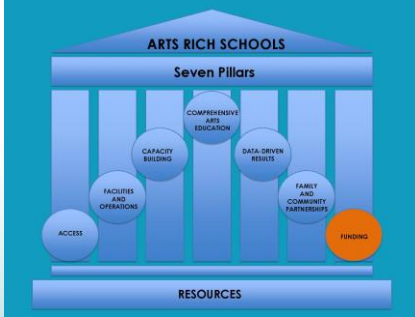 ARTS RICH SCHOOLS
Seven Pillars
COMPREHENSIVE
ARTS
EDUCATION
CAPACITY
BUILDING
DATA-DRIVEN
RESULTS
FACILITIES
AND
OPERATIONS
FAMILY
AND
COMMUNITY
PARTNERSHIPS
ACCESS
FUNDING
RESOURCES